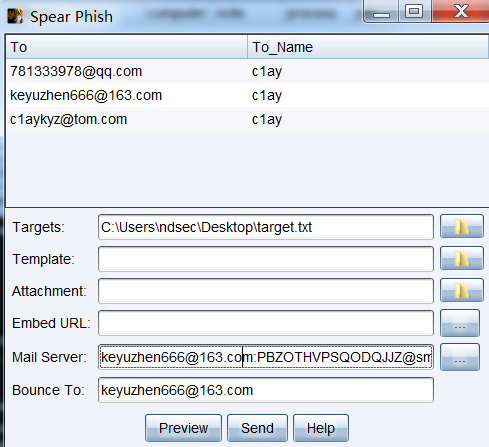 Spear Phish
To To_Name
781333978@qq.com c1ay
keyuzhen666@163.com c1ay
c1aykyz@tom.com c1ay
Targets: C:\Users\ndsec\Desktop\target.txt
Template:
Attachment:
Embed URL: ...
Mail Server: keyuzhen666@163.com:PBZOTHVPSQODQJJZ@sm ...
Bounce To: keyuzhen666@163.com
Preview Send Help